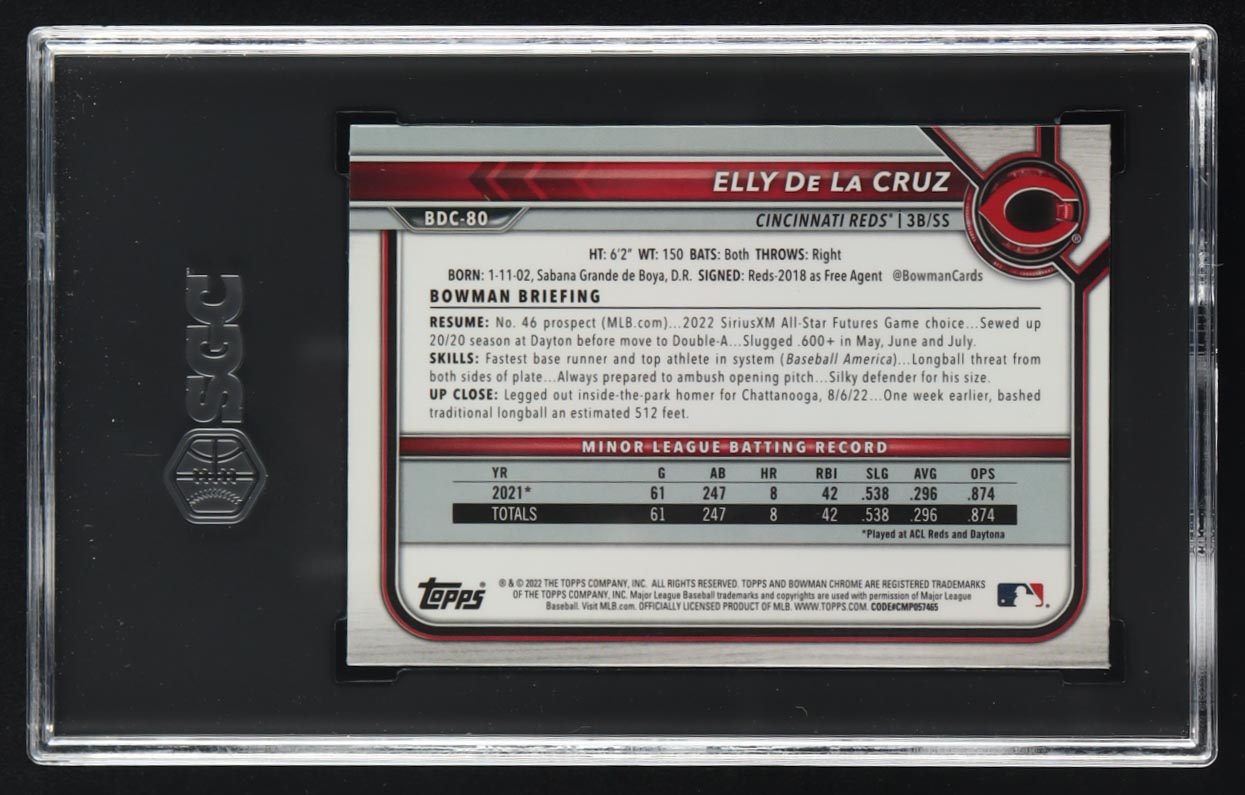 SGC
ELLY DE LA CRUZ
BDC-80
CINCINNATI REDS® | 3B/SS
HT: 6'2" WT: 150 BATS: Both THROWS: Right
BORN: 1-11-02, Sabana Grande de Boya, D.R. SIGNED: Reds-2018 as Free Agent @BowmanCards
BOWMAN BRIEFING
RESUME: No. 46 prospect (MLB.com)...2022 SiriusXM All-Star Futures Game choice...Sewed up
20/20 season at Dayton before move to Double-A...Slugged .600+ in May, June and July.
SKILLS: Fastest base runner and top athlete in system (Baseball America)...Longball threat from
both sides of plate...Always prepared to ambush opening pitch...Silky defender for his size.
UP CLOSE: Legged out inside-the-park homer for Chattanooga, 8/6/22...One week earlier, bashed
traditional longball an estimated 512 feet.
MINOR LEAGUE BATTING RECORD
YR G AB HR RBI SLG AVG OPS
2021* 61 247 8 42 .538 .296 .874
TOTALS 61 247 8 42 .538 .296 .874
*Played at ACL Reds and Daytona
Topps®
® & © 2022 THE TOPPS COMPANY, INC. ALL RIGHTS RESERVED. TOPPS AND BOWMAN CHROME ARE REGISTERED TRADEMARKS
OF THE TOPPS COMPANY, INC. Major League Baseball trademarks and copyrights are used with permission of Major League
Baseball. Visit MLB.com. OFFICIALLY LICENSED PRODUCT OF MLB. WWW.TOPPS.COM. CODE#CMP057465